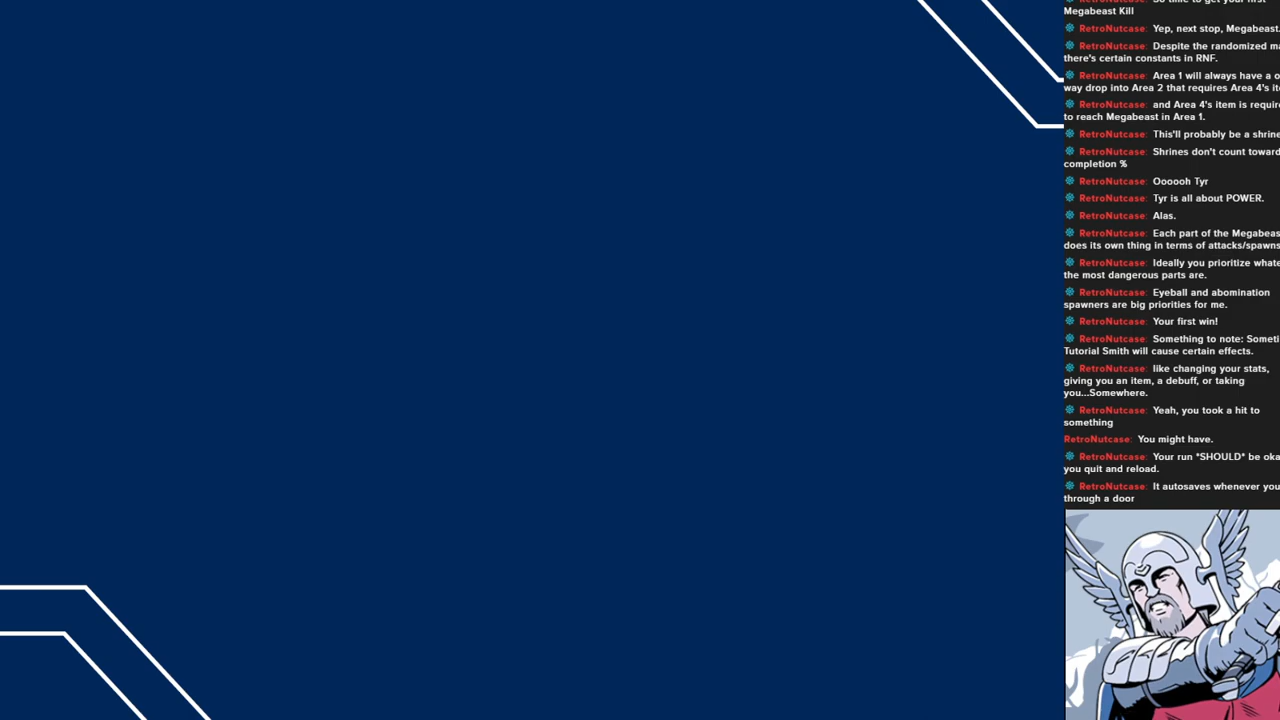 Megabeast Kill
RetroNutcase: Yep, next stop, Megabeast.
RetroNutcase: Despite the randomized
there's certain constants in RNF.
RetroNutcase: Area 1 will always have a
way drop into Area 2 that requires Area 4's
RetroNutcase: and Area 4's item is
to reach Megabeast in Area 1.
RetroNutcase: This'll probably be a
RetroNutcase: Shrines don't count
completion %
RetroNutcase: Oooooh Tyr
RetroNutcase: Tyr is all about POWER.
RetroNutcase: Alas.
RetroNutcase: Each part of the
does its own thing in terms of attacks/spawns
RetroNutcase: Ideally you prioritize
the most dangerous parts are.
RetroNutcase: Eyeball and abomination
spawners are big priorities for me.
RetroNutcase: Your first win!
RetroNutcase: Something to note:
Tutorial Smith will cause certain effects.
RetroNutcase: like changing your stats,
giving you an item, a debuff, or taking
you...Somewhere.
RetroNutcase: Yeah, you took a hit to
something
RetroNutcase: You might have.
RetroNutcase: Your run *SHOULD* be
you quit and reload.
RetroNutcase: It autosaves whenever you
through a door